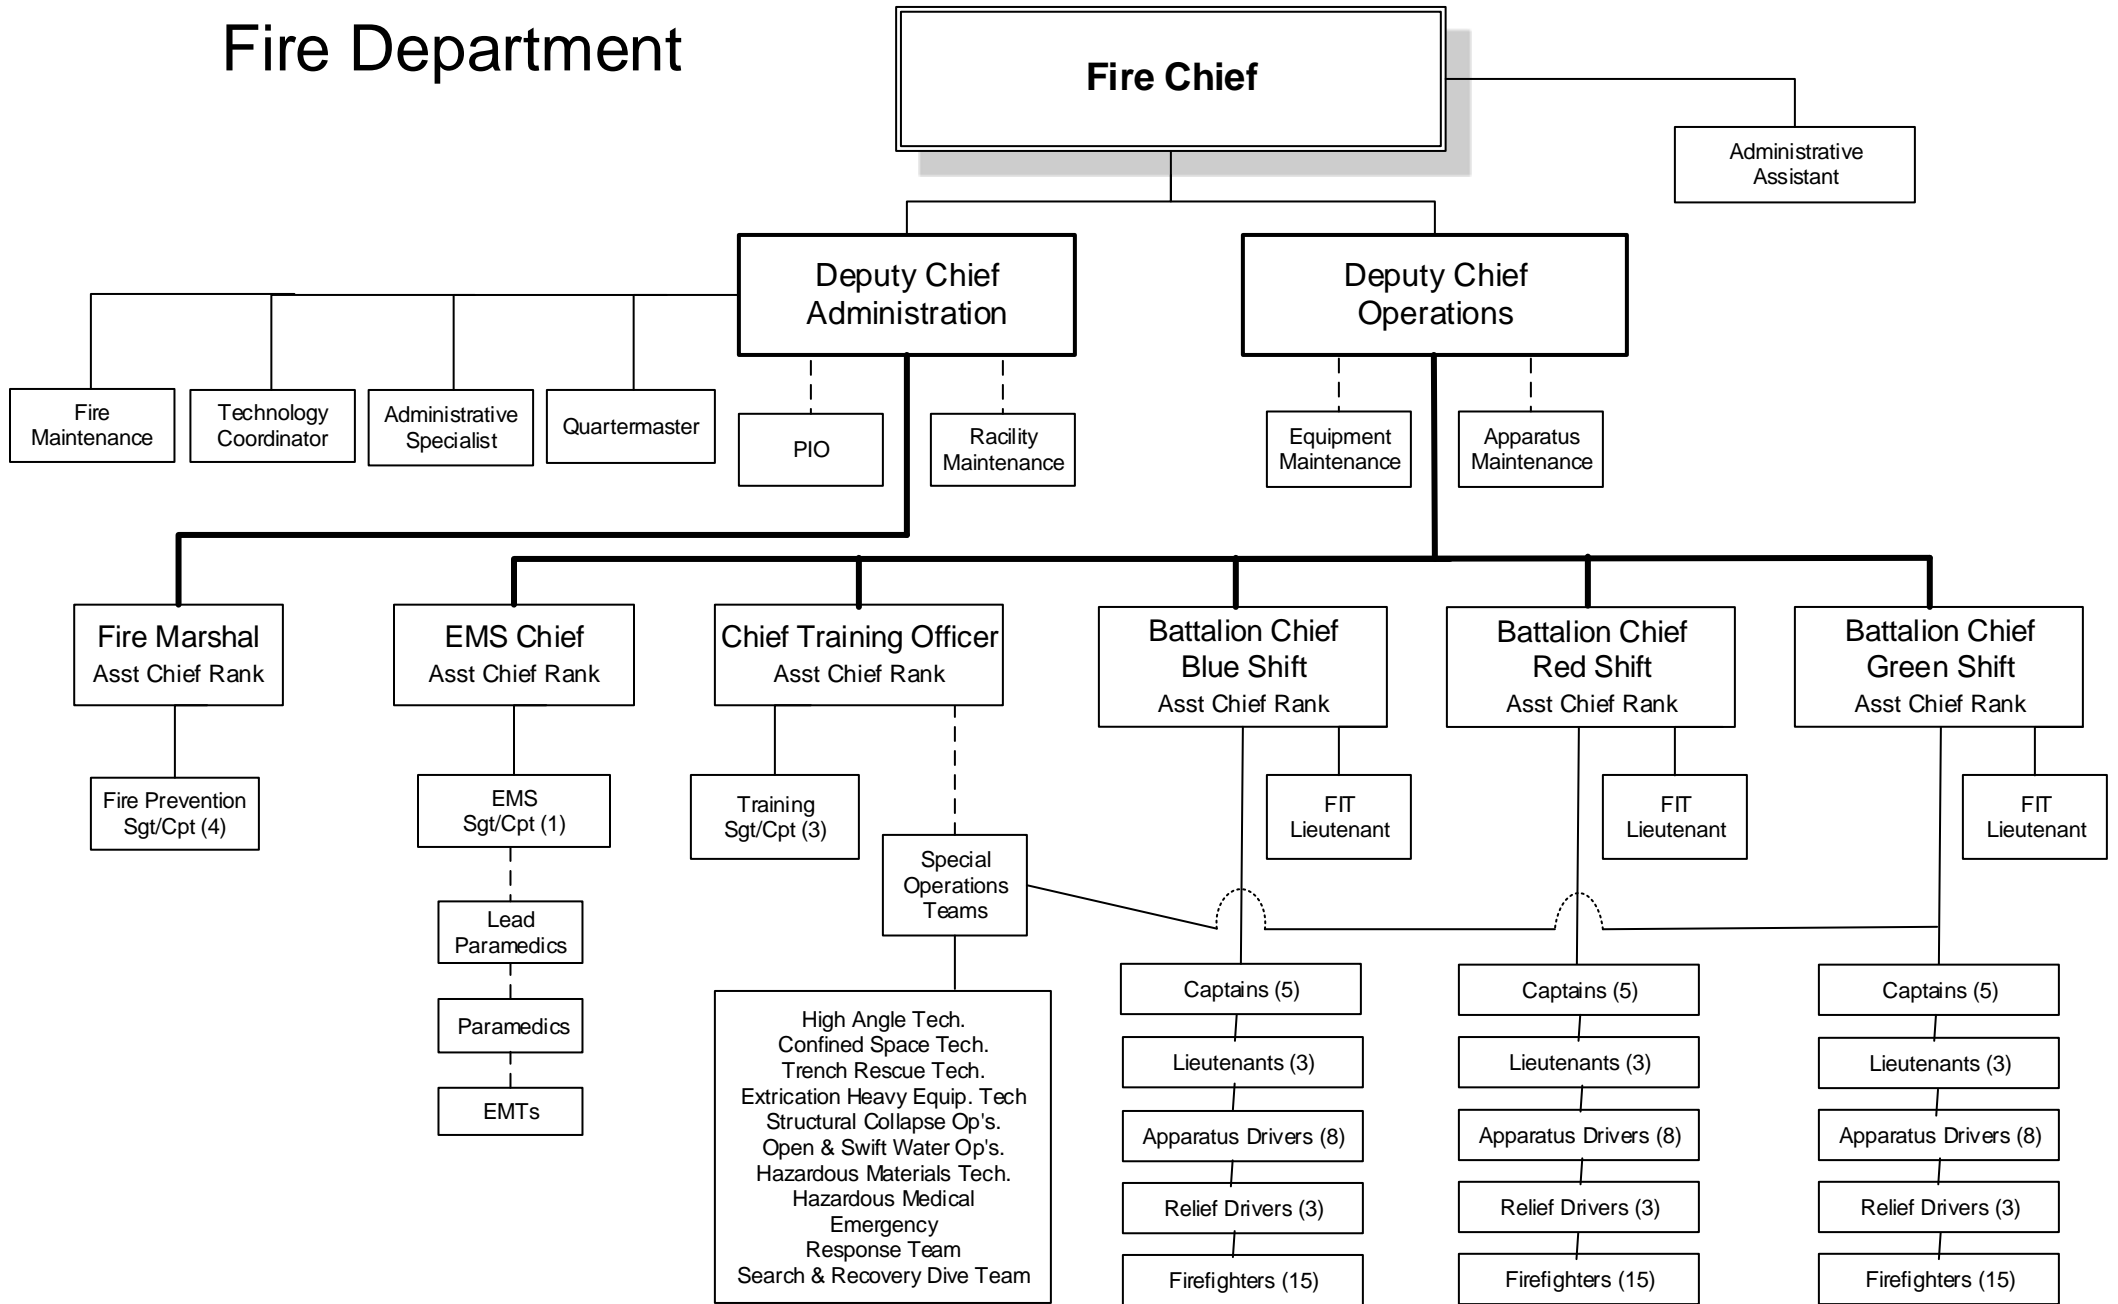 Fire Department
Fire Chief
Administrative
Assistant
Deputy Chief
Administration
Deputy Chief
Operations
Fire
Maintenance
Technology
Coordinator
Administrative
Specialist
Quartermaster
PIO
Racility
Maintenance
Equipment
Maintenance
Apparatus
Maintenance
Fire Marshal
Asst Chief Rank
EMS Chief
Asst Chief Rank
Chief Training Officer
Asst Chief Rank
Battalion Chief
Blue Shift
Asst Chief Rank
Battalion Chief
Red Shift
Asst Chief Rank
Battalion Chief
Green Shift
Asst Chief Rank
Fire Prevention
Sgt/Cpt (4)
EMS
Sgt/Cpt (1)
Training
Sgt/Cpt (3)
FIT
Lieutenant
FIT
Lieutenant
FIT
Lieutenant
Special
Operations
Teams
Lead
Paramedics
Paramedics
EMTs
High Angle Tech.
Confined Space Tech.
Trench Rescue Tech.
Extrication Heavy Equip. Tech
Structural Collapse Op's.
Open & Swift Water Op's.
Hazardous Materials Tech.
Hazardous Medical
Emergency
Response Team
Search & Recovery Dive Team
Captains (5)
Lieutenants (3)
Apparatus Drivers (8)
Relief Drivers (3)
Firefighters (15)
Captains (5)
Lieutenants (3)
Apparatus Drivers (8)
Relief Drivers (3)
Firefighters (15)
Captains (5)
Lieutenants (3)
Apparatus Drivers (8)
Relief Drivers (3)
Firefighters (15)